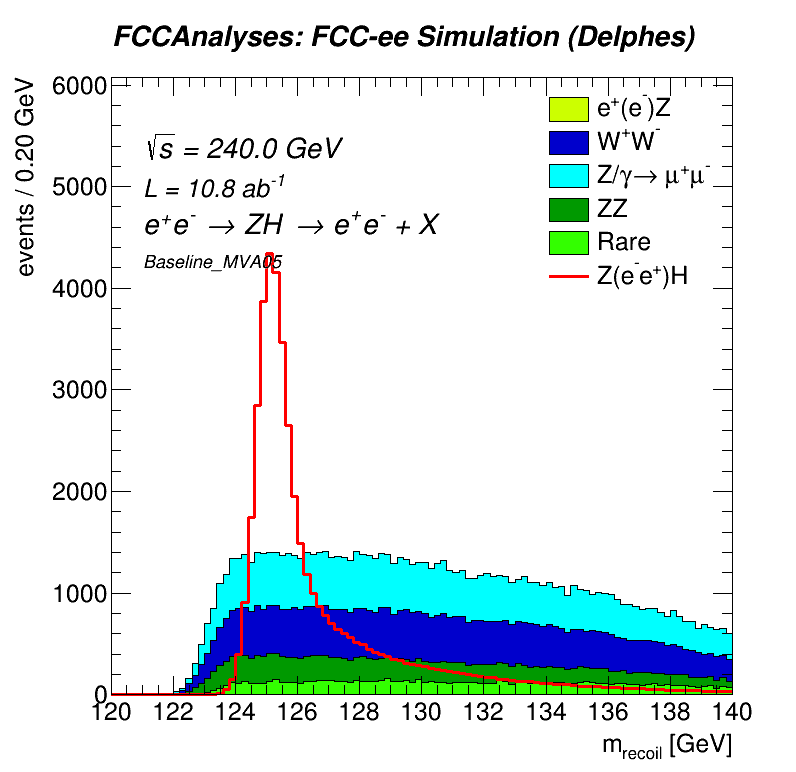 FCCAnalyses: FCC-ee Simulation (Delphes)
events / 0.20 GeV
6000
5000
4000
3000
2000
1000
0
√s = 240.0 GeV
L = 10.8 ab⁻¹
e⁺e⁻ → ZH → e⁺e⁻ + X
Baseline_MVA05
e⁺(e⁻)Z
W⁺W⁻
Z/γ→ μ⁺μ⁻
ZZ
Rare
Z(e⁻e⁺)H
120 122 124 126 128 130 132 134 136 138 140
m_recoil [GeV]